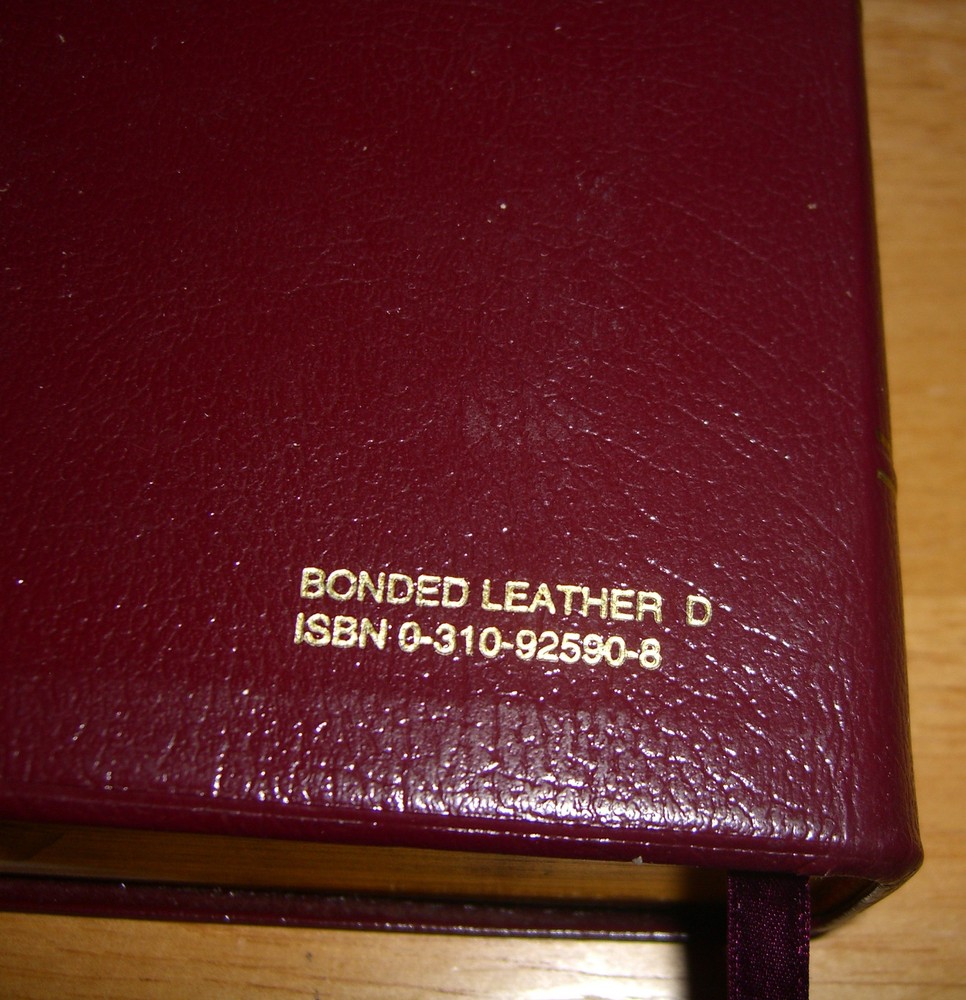 BONDED LEATHER D
ISBN 0-310-92590-8